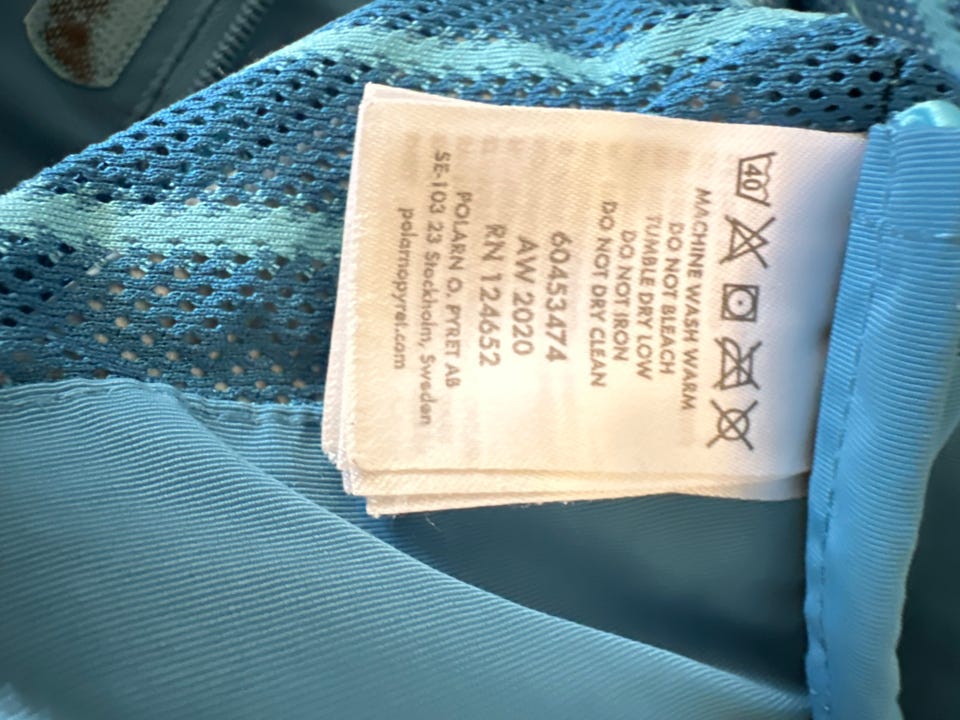 40
MACHINE WASH WARM
DO NOT BLEACH
TUMBLE DRY LOW
DO NOT IRON
DO NOT DRY CLEAN
60453474
AW 2020
RN 124652
POLARN O. PYRET AB
SE-103 23 Stockholm, Sweden
polarnopyret.com